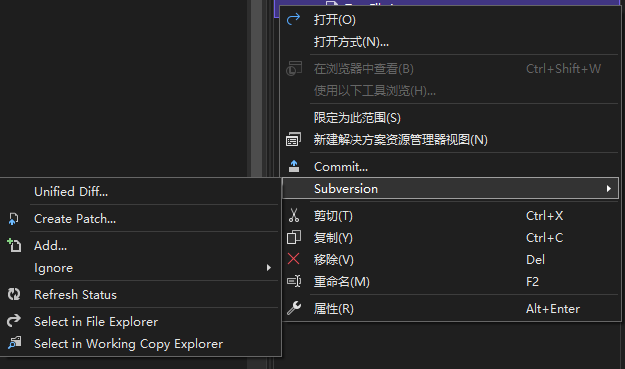 打开(O)
打开方式(N)...
在浏览器中查看(B) Ctrl+Shift+W
使用以下工具浏览(H)...
限定为此范围(S)
新建解决方案资源管理器视图(N)
Commit...
Subversion
剪切(T) Ctrl+X
复制(Y) Ctrl+C
移除(V) Del
重命名(M) F2
属性(R) Alt+Enter
Unified Diff...
Create Patch...
Add...
Ignore
Refresh Status
Select in File Explorer
Select in Working Copy Explorer